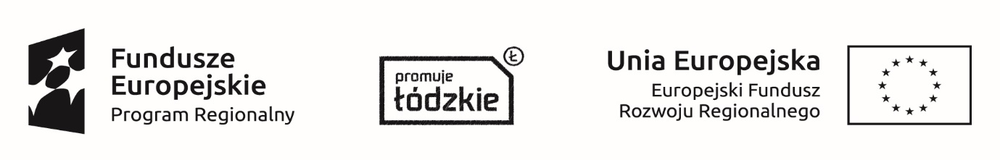 Fundusze
Europejskie
Program Regionalny
promuje
łódzkie
Ł
Unia Europejska
Europejski Fundusz
Rozwoju Regionalnego